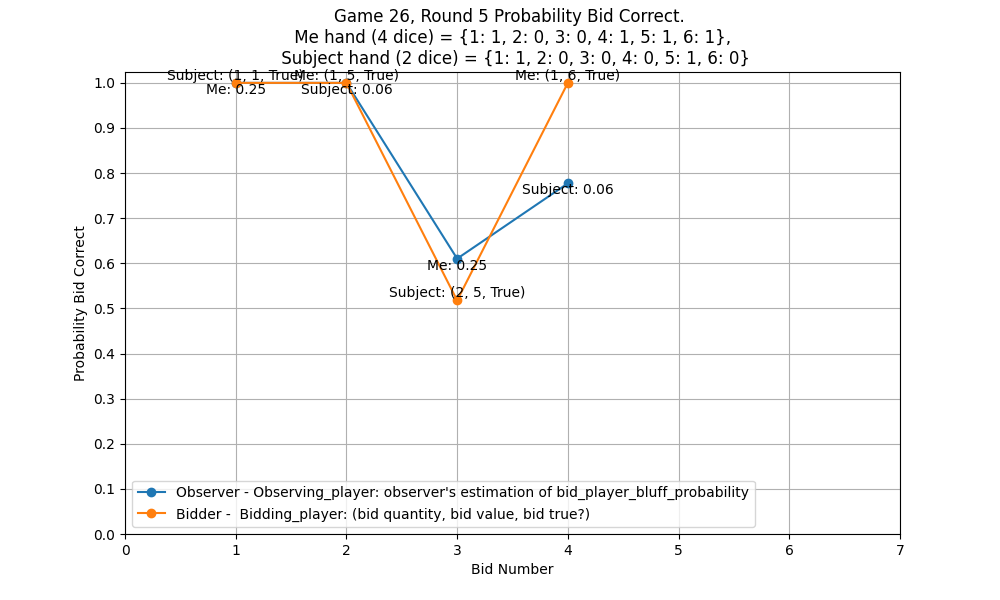 Game 26, Round 5 Probability Bid Correct.
Me hand (4 dice) = {1: 1, 2: 0, 3: 0, 4: 1, 5: 1, 6: 1},
Subject hand (2 dice) = {1: 1, 2: 0, 3: 0, 4: 0, 5: 1, 6: 0}
Subject: (1, 1, True)
Me: (1, 5, True)
Me: (1, 6, True)
Me: 0.25
Subject: 0.06
Subject: 0.06
Me: 0.25
Subject: (2, 5, True)
1.0
0.9
0.8
0.7
0.6
0.5
0.4
0.3
0.2
0.1
0.0
Probability Bid Correct
Observer - Observing_player: observer's estimation of bid_player_bluff_probability
Bidder -  Bidding_player: (bid quantity, bid value, bid true?)
0 1 2 3 4 5 6 7
Bid Number